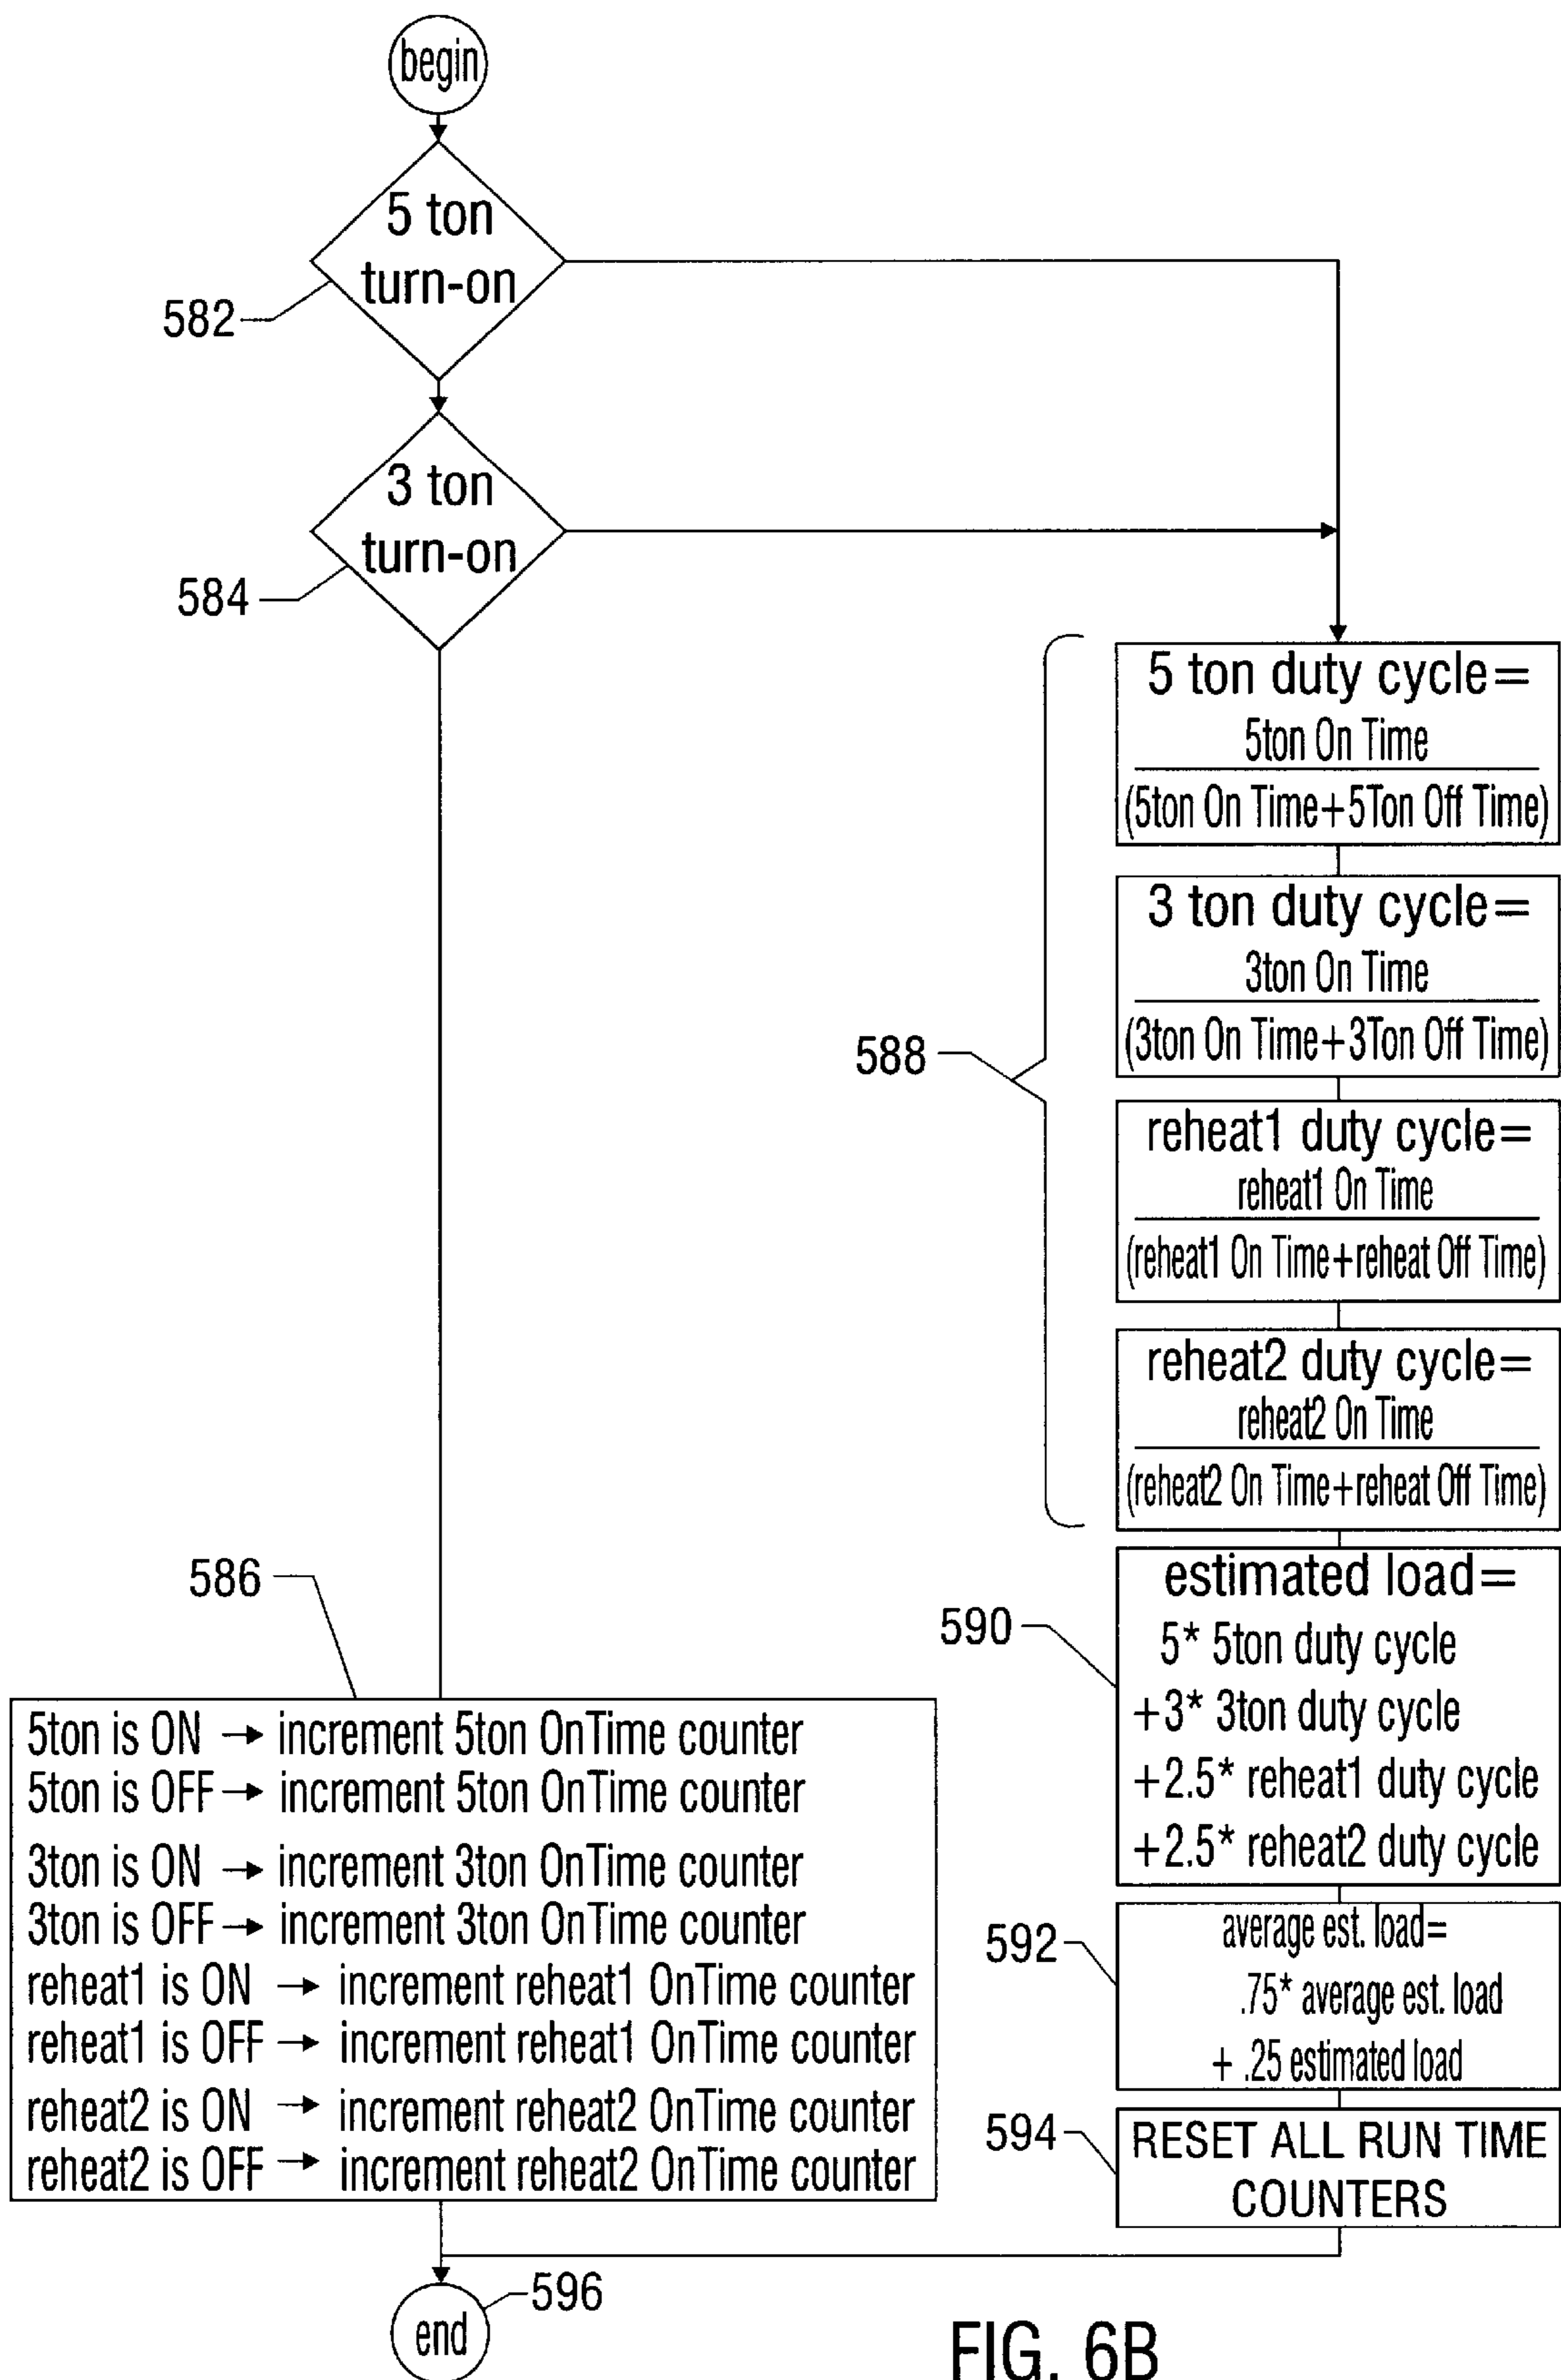 begin
5 ton
turn-on
582
3 ton
turn-on
584
5 ton duty cycle=
5ton On Time
(5ton On Time+5Ton Off Time)
3 ton duty cycle=
3ton On Time
(3ton On Time+3Ton Off Time)
588
reheat1 duty cycle=
reheat1 On Time
(reheat1 On Time+reheat Off Time)
reheat2 duty cycle=
reheat2 On Time
(reheat2 On Time+reheat Off Time)
590
estimated load=
5* 5ton duty cycle
+3* 3ton duty cycle
+2.5* reheat1 duty cycle
+2.5* reheat2 duty cycle
592
average est. load=
.75* average est. load
+ .25 estimated load
594
RESET ALL RUN TIME
COUNTERS
586
5ton is ON → increment 5ton OnTime counter
5ton is OFF → increment 5ton OnTime counter
3ton is ON → increment 3ton OnTime counter
3ton is OFF → increment 3ton OnTime counter
reheat1 is ON → increment reheat1 OnTime counter
reheat1 is OFF → increment reheat1 OnTime counter
reheat2 is ON → increment reheat2 OnTime counter
reheat2 is OFF → increment reheat2 OnTime counter
596
end
FIG. 6B